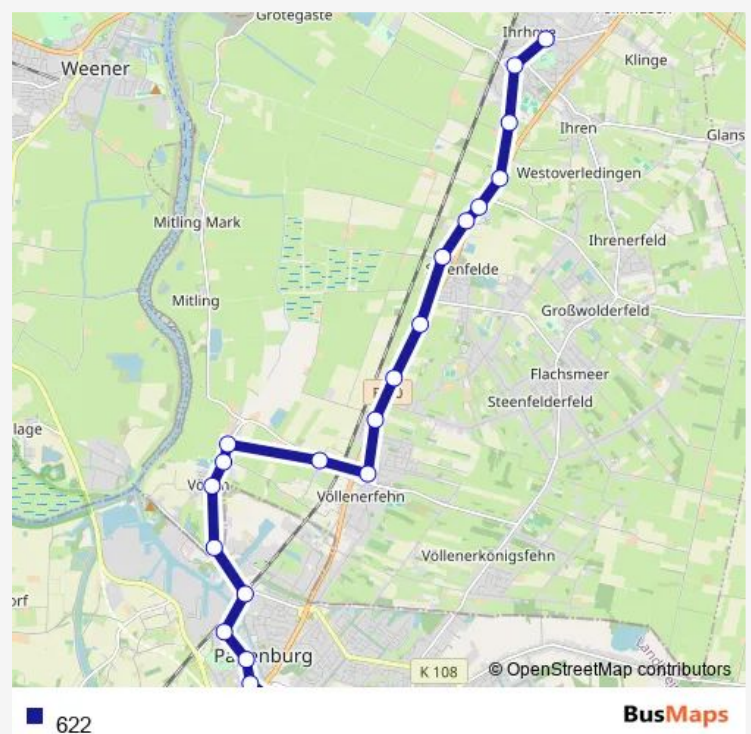 Grotegaste
Weener
Klinge
Ihren
Glans
Westoverledingen
Mitling Mark
Ihrenerfeld
Mitling
Großwolderfeld
Flachsmeer
Steenfelderfeld
lage
Völlenerfehn
Völlenerkönigsfehn
orf
K 108
© OpenStreetMap contributors
622
BusMaps